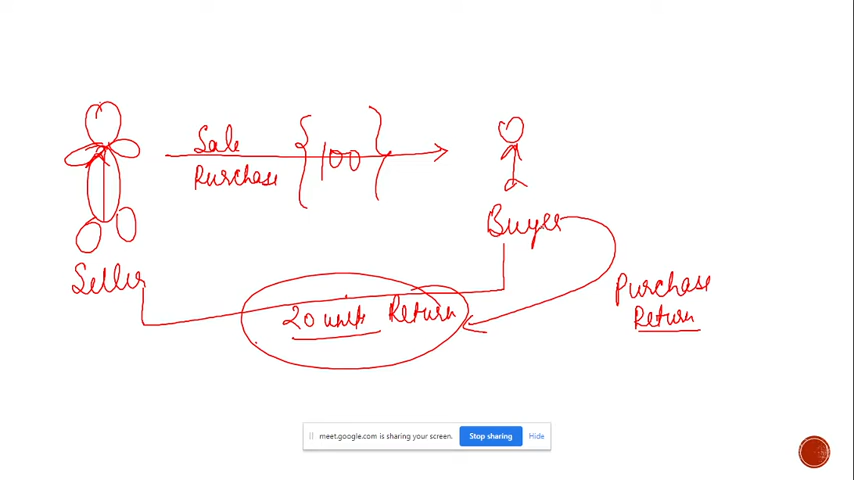 Sale
Purchase
100
Buyer
Seller
20 units Return
Purchase
Return
meet.google.com is sharing your screen.
Stop sharing
Hide